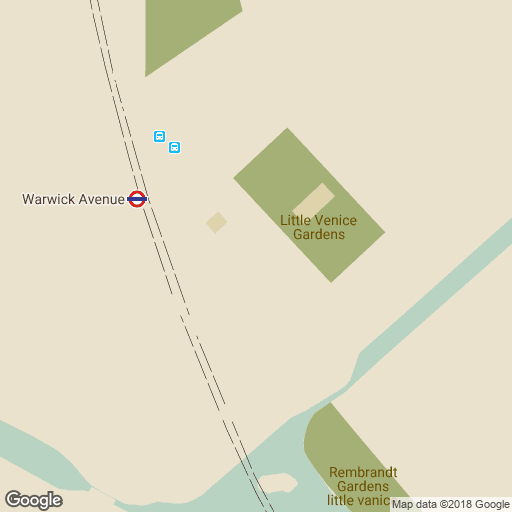 Warwick Avenue
Little Venice
Gardens
Rembrandt
Gardens
little vanic
Google
Map data ©2018 Google